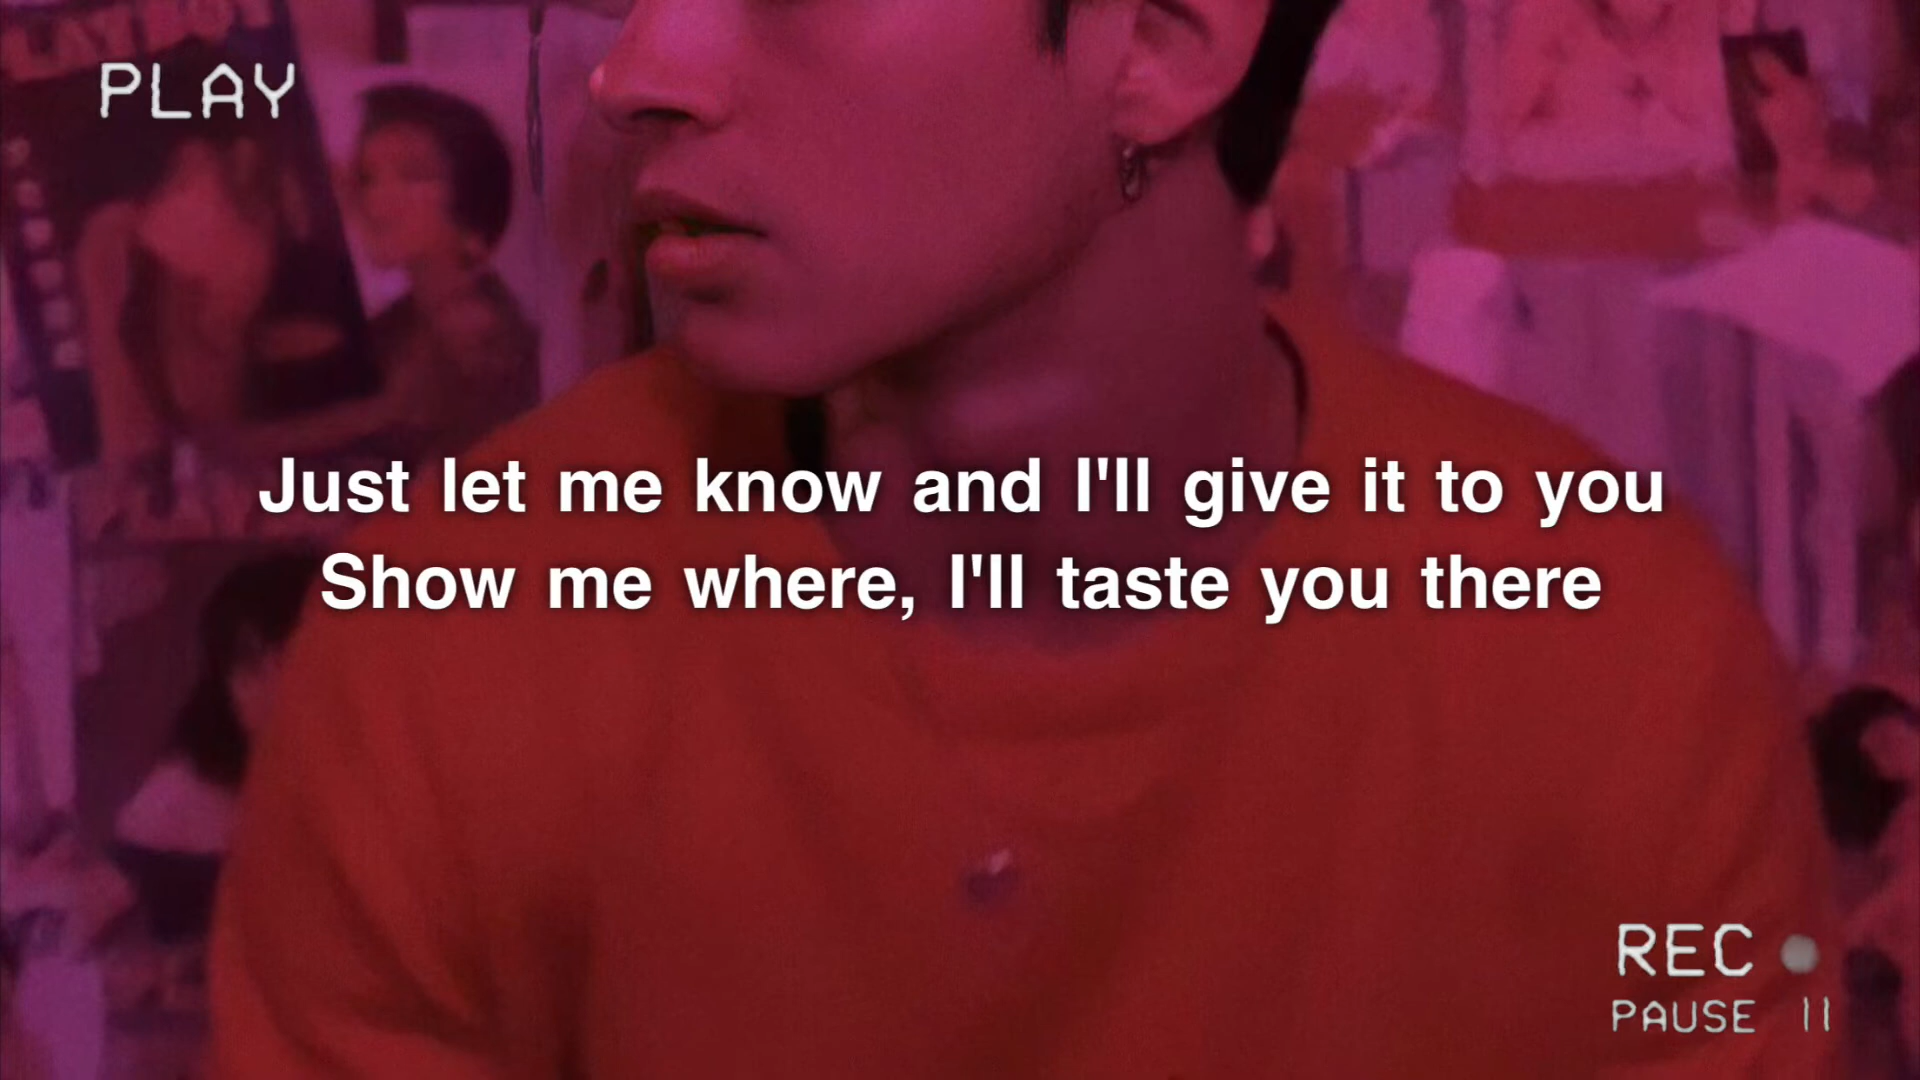 PLAY
Just let me know and I'll give it to you
Show me where, I'll taste you there
REC
PAUSE